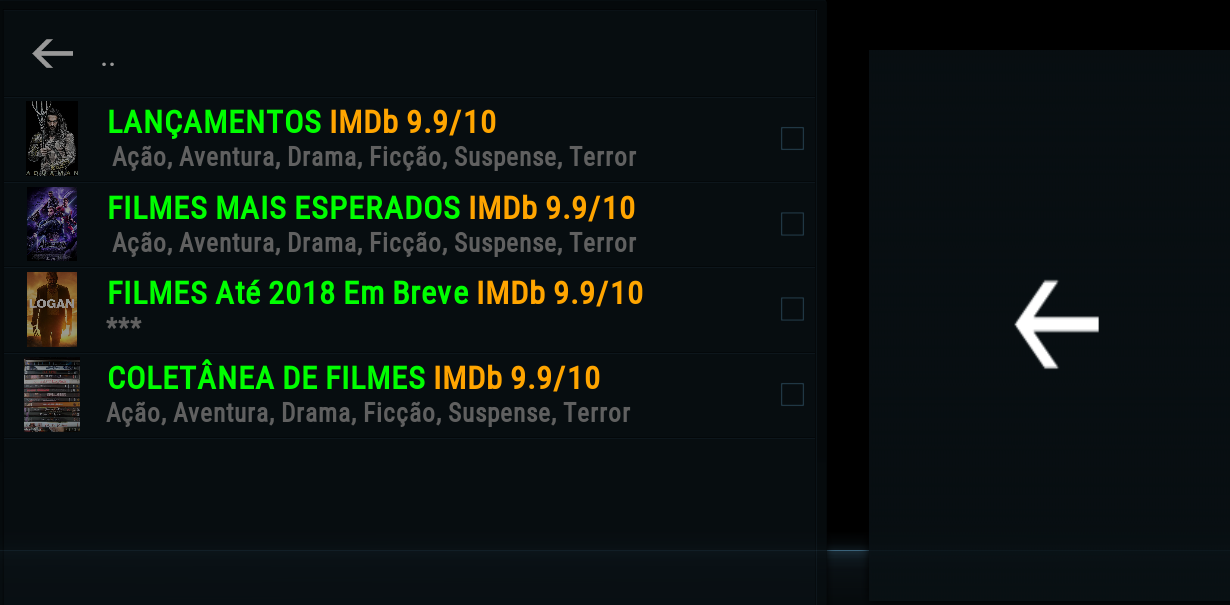 ..
LANÇAMENTOS IMDb 9.9/10
Ação, Aventura, Drama, Ficção, Suspense, Terror
FILMES MAIS ESPERADOS IMDb 9.9/10
Ação, Aventura, Drama, Ficção, Suspense, Terror
FILMES Até 2018 Em Breve IMDb 9.9/10
LOGAN
***
COLETÂNEA DE FILMES IMDb 9.9/10
Ação, Aventura, Drama, Ficção, Suspense, Terror